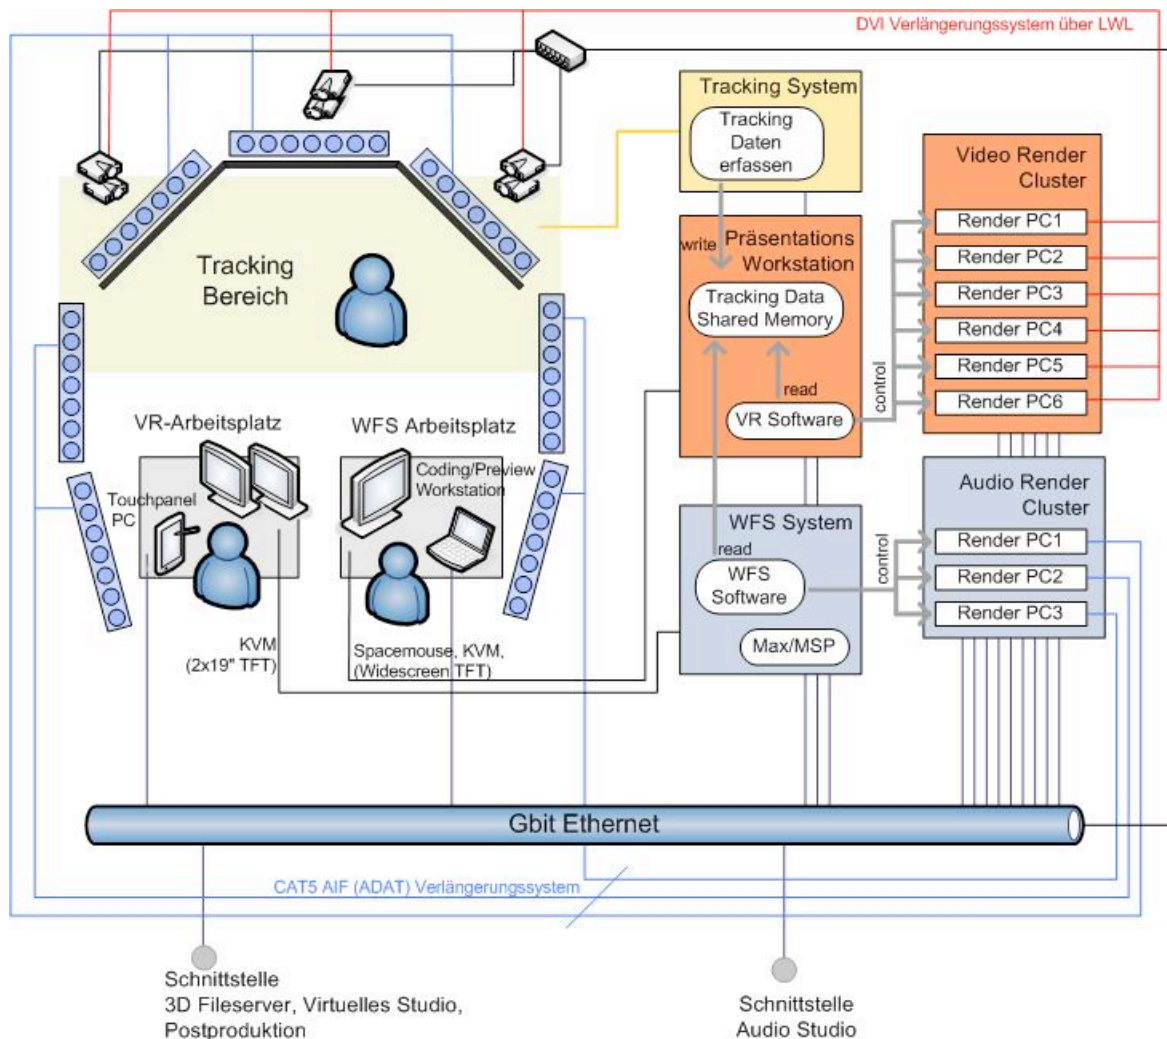 DVI Verlängerungssystem über LWL
Tracking System
Tracking
Daten
erfassen
Video Render
Cluster
Render PC1
Render PC2
Render PC3
Render PC4
Render PC5
Render PC6
write
Präsentations
Workstation
Tracking Data
Shared Memory
read
VR Software
control
Tracking
Bereich
VR-Arbeitsplatz
WFS Arbeitsplatz
Touchpanel
PC
Coding/Preview
Workstation
KVM
(2x19" TFT)
Spacemouse, KVM,
(Widescreen TFT)
WFS System
read
WFS
Software
Max/MSP
control
Audio Render
Cluster
Render PC1
Render PC2
Render PC3
Gbit Ethernet
CAT5 AIF (ADAT) Verlängerungssystem
Schnittstelle
3D Fileserver, Virtuelles Studio,
Postproduktion
Schnittstelle
Audio Studio